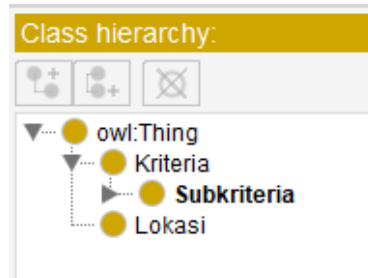 Class hierarchy:
owl:Thing
Kriteria
Subkriteria
Lokasi